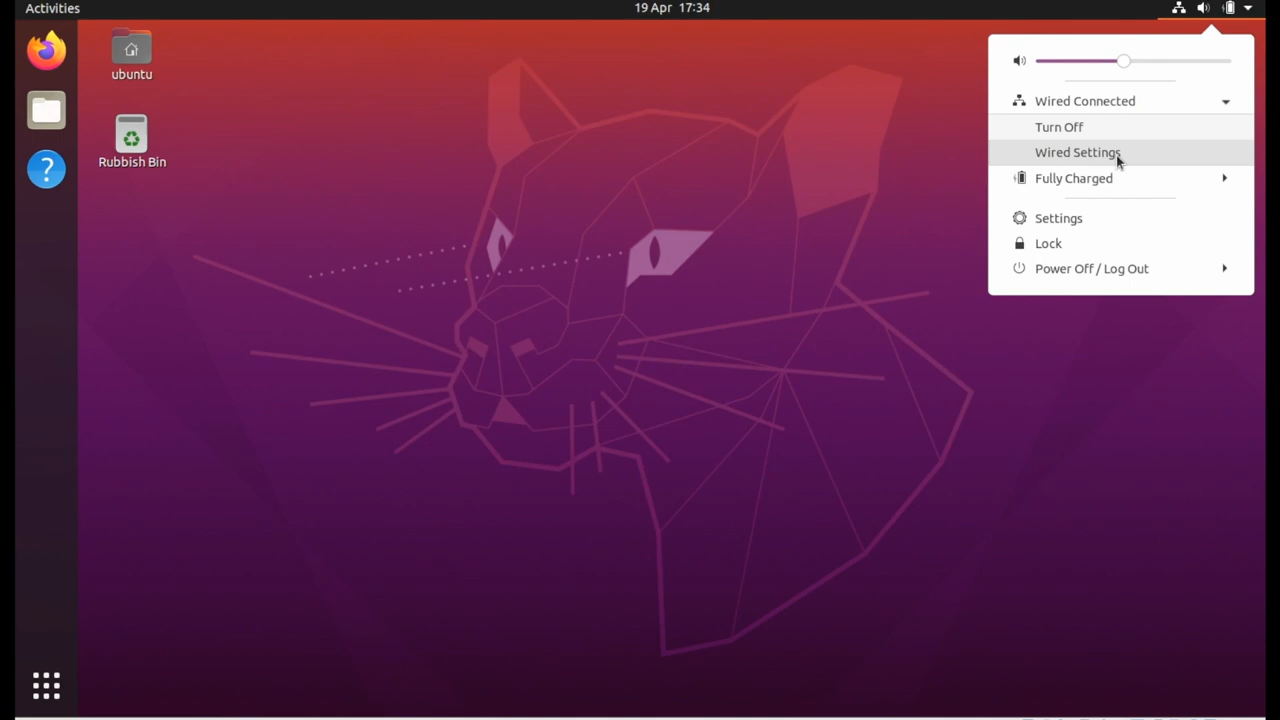 Activities
19 Apr 17:34
ubuntu
Rubbish Bin
Wired Connected
Turn Off
Wired Settings
Fully Charged
Settings
Lock
Power Off / Log Out